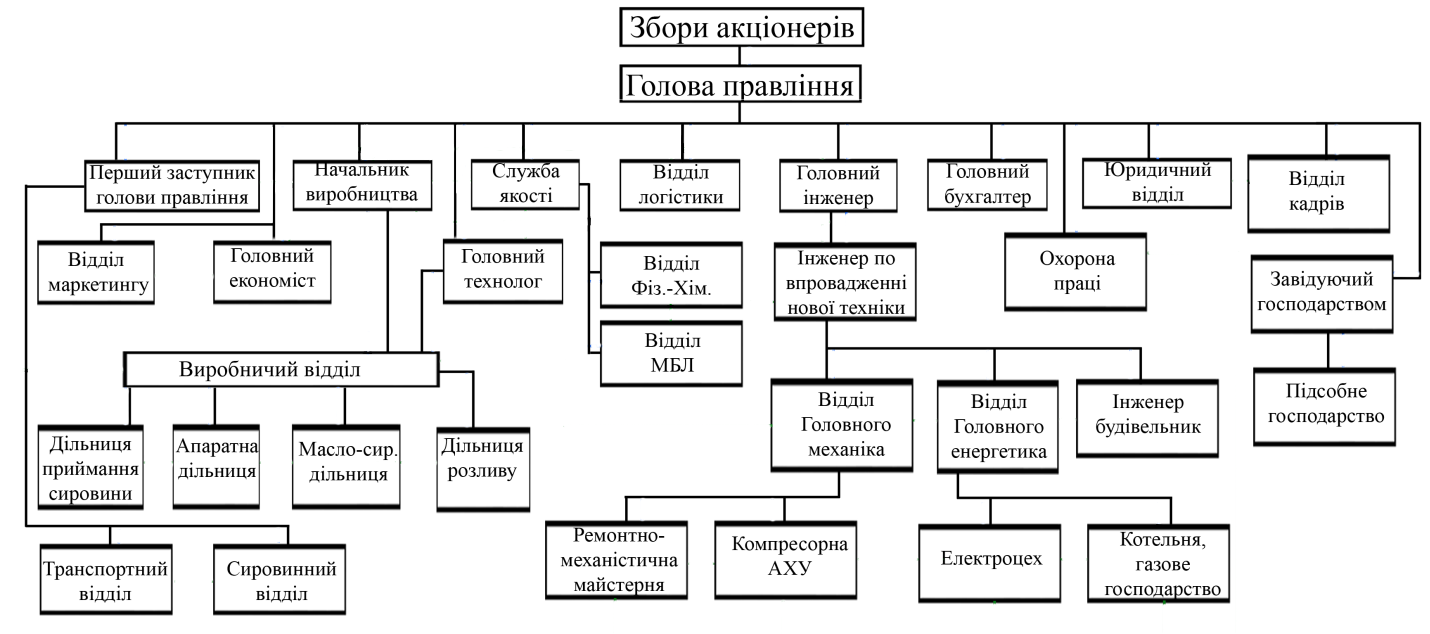 Збори акціонерів
Голова правління
Перший заступник
голови правління
Начальник
виробництва
Служба
якості
Відділ
логістики
Головний
інженер
Головний
бухгалтер
Юридичний
відділ
Відділ
кадрів
Відділ
маркетингу
Головний
економіст
Головний
технолог
Відділ
Фіз.-Хім.
Інженер по
впровадженні
нової техніки
Охорона
праці
Завідуючий
господарством
Відділ
МБЛ
Виробничий відділ
Відділ
Головного
механіка
Відділ
Головного
енергетика
Інженер
будівельник
Підсобне
господарство
Дільниця
приймання
сировини
Апаратна
дільниця
Масло-сир.
дільниця
Дільниця
розливу
Транспортний
відділ
Сировинний
відділ
Ремонтно-
механістична
майстерня
Компресорна
АХУ
Електроцех
Котельня,
газове
господарство